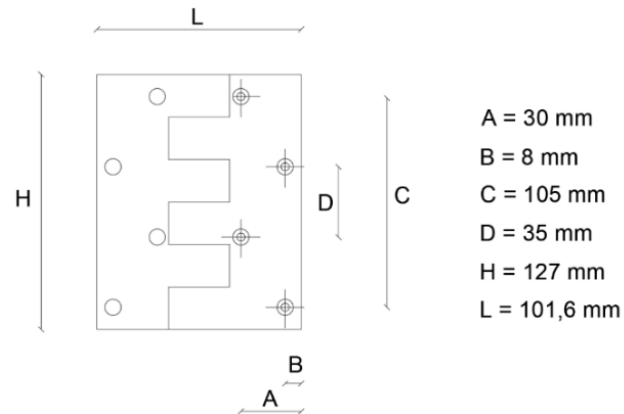 L
H
D
C
B
A
A = 30 mm
B = 8 mm
C = 105 mm
D = 35 mm
H = 127 mm
L = 101,6 mm